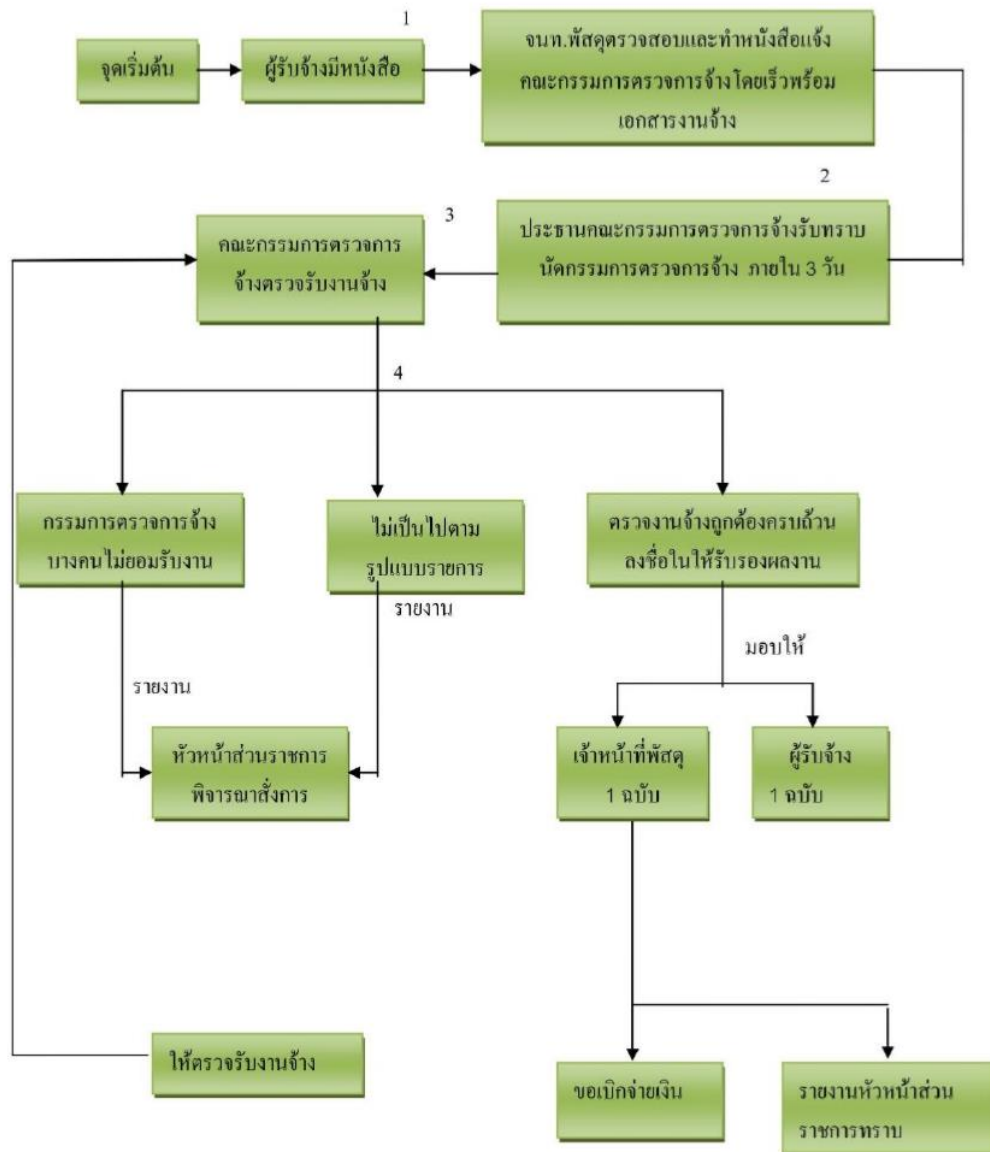 1
จุดเริ่มต้น
ผู้รับจ้างมีหนังสือ
จนท.พัสดุตรวจสอบและทำหนังสือแจ้ง
คณะกรรมการตรวจการจ้างโดยเร็วพร้อม
เอกสารงานจ้าง
2
ประธานคณะกรรมการตรวจการจ้างรับทราบ
นัดกรรมการตรวจการจ้าง ภายใน 3 วัน
3
คณะกรรมการตรวจการ
จ้างตรวจรับงานจ้าง
4
กรรมการตรวจการจ้าง
บางคนไม่ยอมรับงาน
ไม่เป็นไปตาม
รูปแบบรายการ
ตรวจงานจ้างถูกต้องครบถ้วน
ลงชื่อในให้รับรองผลงาน
รายงาน
รายงาน
มอบให้
หัวหน้าส่วนราชการ
พิจารณาสั่งการ
เจ้าหน้าที่พัสดุ
1 ฉบับ
ผู้รับจ้าง
1 ฉบับ
ให้ตรวจรับงานจ้าง
ขอเบิกจ่ายเงิน
รายงานหัวหน้าส่วน
ราชการทราบ